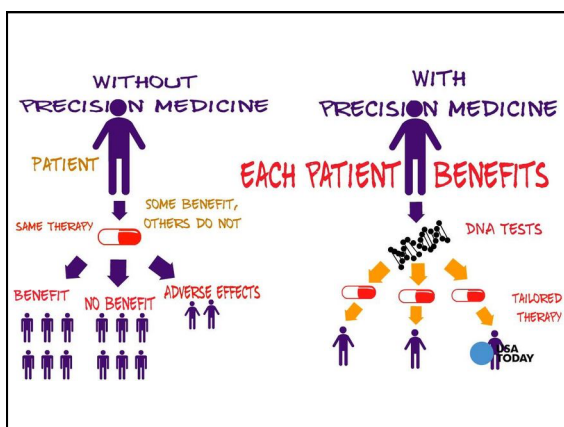 WITHOUT
PRECISION MEDICINE
PATIENT
SOME BENEFIT,
OTHERS DO NOT
SAME THERAPY
BENEFIT
NO BENEFIT
ADVERSE EFFECTS
WITH
PRECISION MEDICINE
EACH PATIENT BENEFITS
DNA TESTS
TAILORED
THERAPY
USA
TODAY